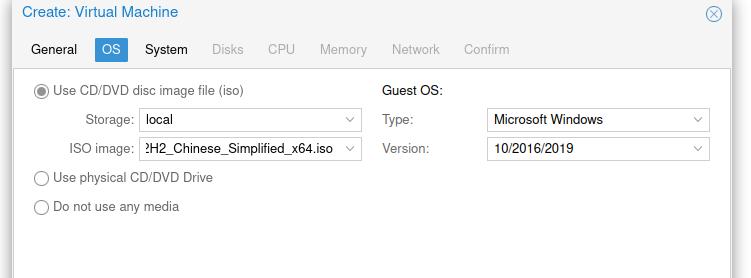 Create: Virtual Machine
General OS System Disks CPU Memory Network Confirm
Use CD/DVD disc image file (iso) Guest OS:
Storage: local Type: Microsoft Windows
ISO image: 2H2_Chinese_Simplified_x64.iso Version: 10/2016/2019
Use physical CD/DVD Drive
Do not use any media